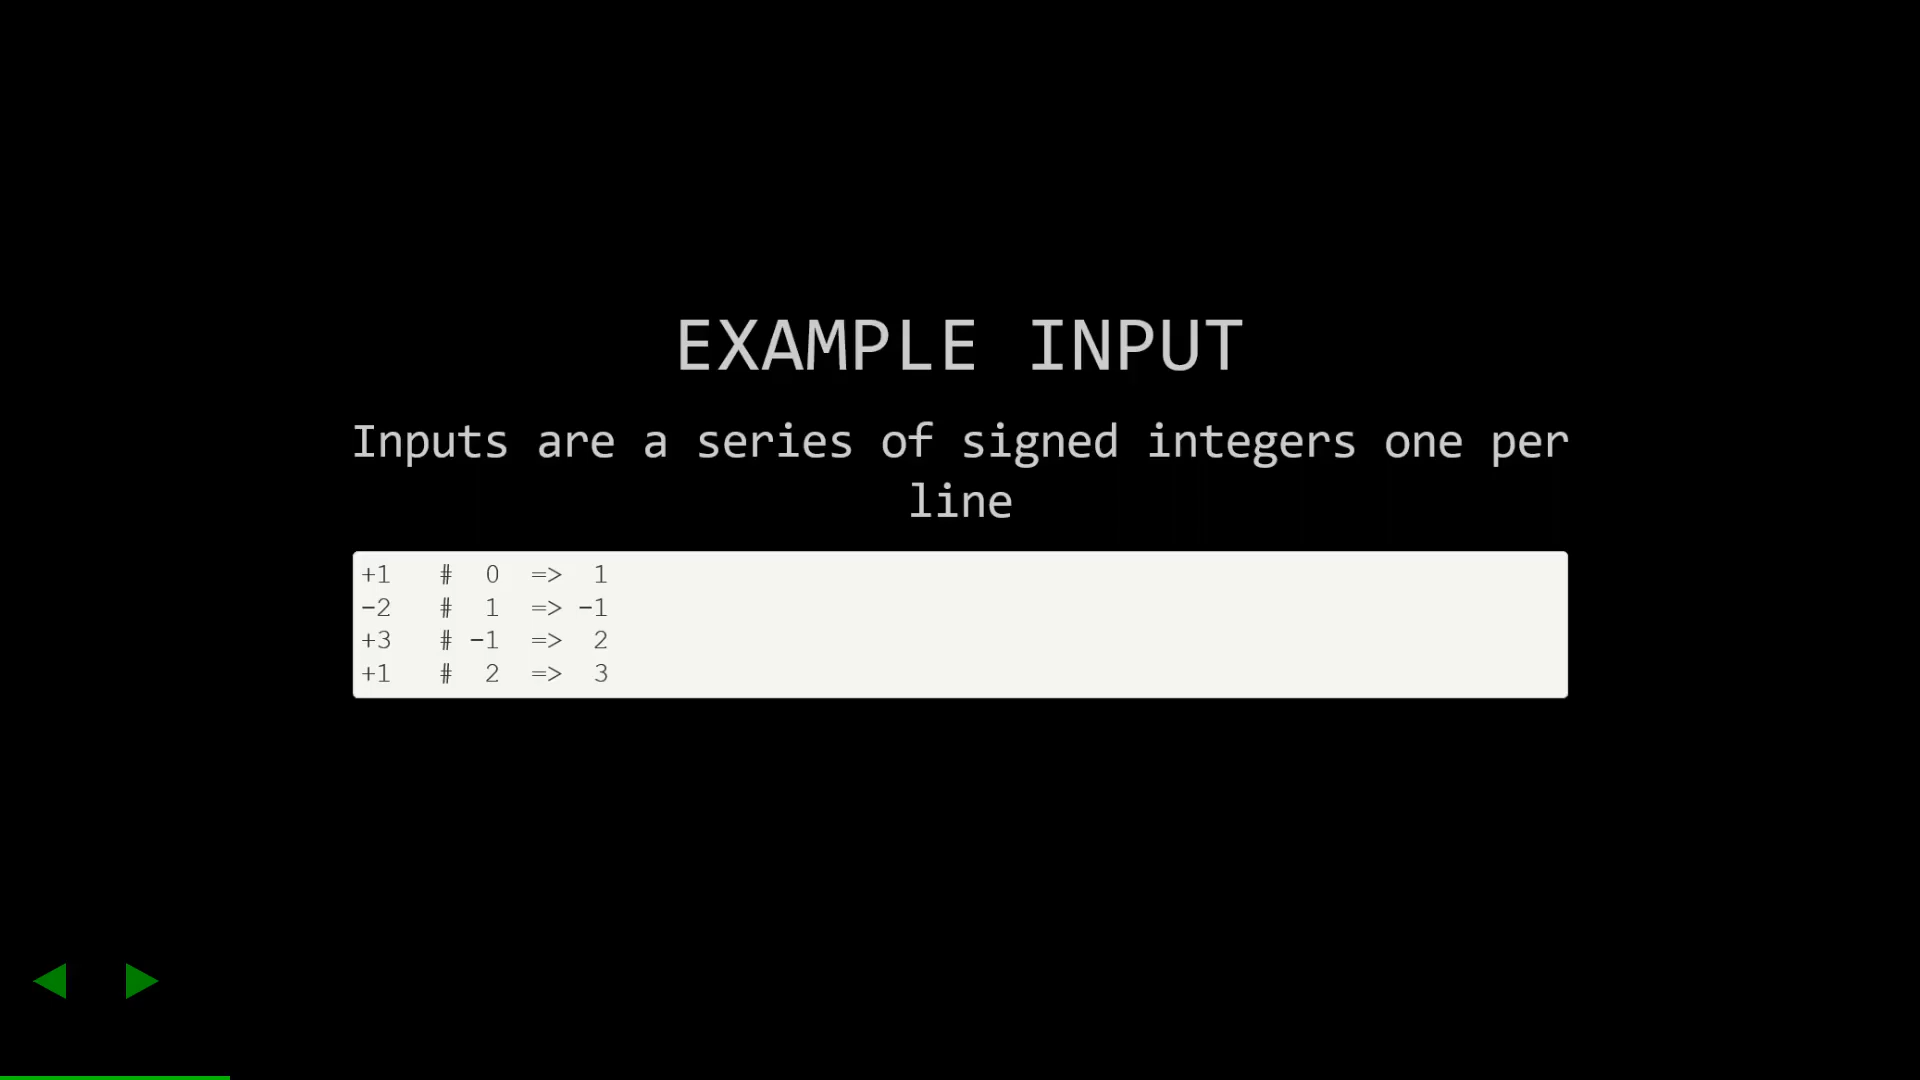 EXAMPLE INPUT
Inputs are a series of signed integers one per
line
+1   #  0  =>  1
-2   #  1  => -1
+3   # -1  =>  2
+1   #  2  =>  3